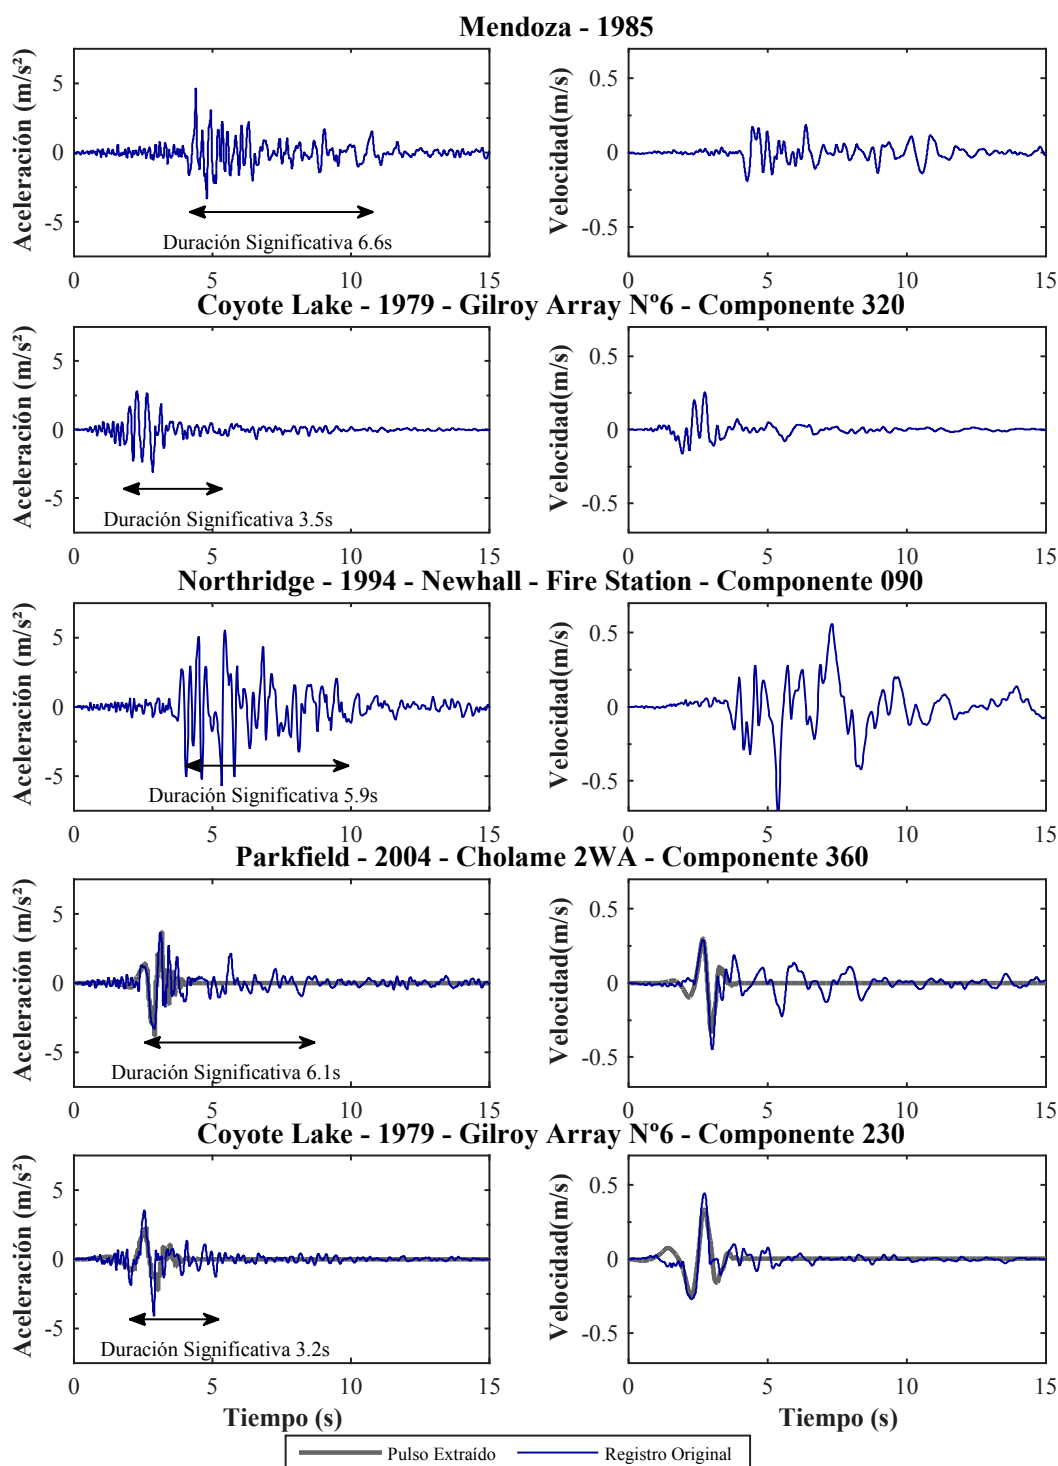 Mendoza - 1985
Aceleración (m/s²)
5
0
-5
Duración Significativa 6.6s
0 5 10 15
Velocidad(m/s)
0.5
0
-0.5
0 5 10 15
Coyote Lake - 1979 - Gilroy Array Nº6 - Componente 320
Aceleración (m/s²)
5
0
-5
Duración Significativa 3.5s
0 5 10 15
Velocidad(m/s)
0.5
0
-0.5
0 5 10 15
Northridge - 1994 - Newhall - Fire Station - Componente 090
Aceleración (m/s²)
5
0
-5
Duración Significativa 5.9s
0 5 10 15
Velocidad(m/s)
0.5
0
-0.5
0 5 10 15
Parkfield - 2004 - Cholame 2WA - Componente 360
Aceleración (m/s²)
5
0
-5
Duración Significativa 6.1s
0 5 10 15
Velocidad(m/s)
0.5
0
-0.5
0 5 10 15
Coyote Lake - 1979 - Gilroy Array Nº6 - Componente 230
Aceleración (m/s²)
5
0
-5
Duración Significativa 3.2s
0 5 10 15
Tiempo (s)
Velocidad(m/s)
0.5
0
-0.5
0 5 10 15
Tiempo (s)
Pulso Extraído Registro Original